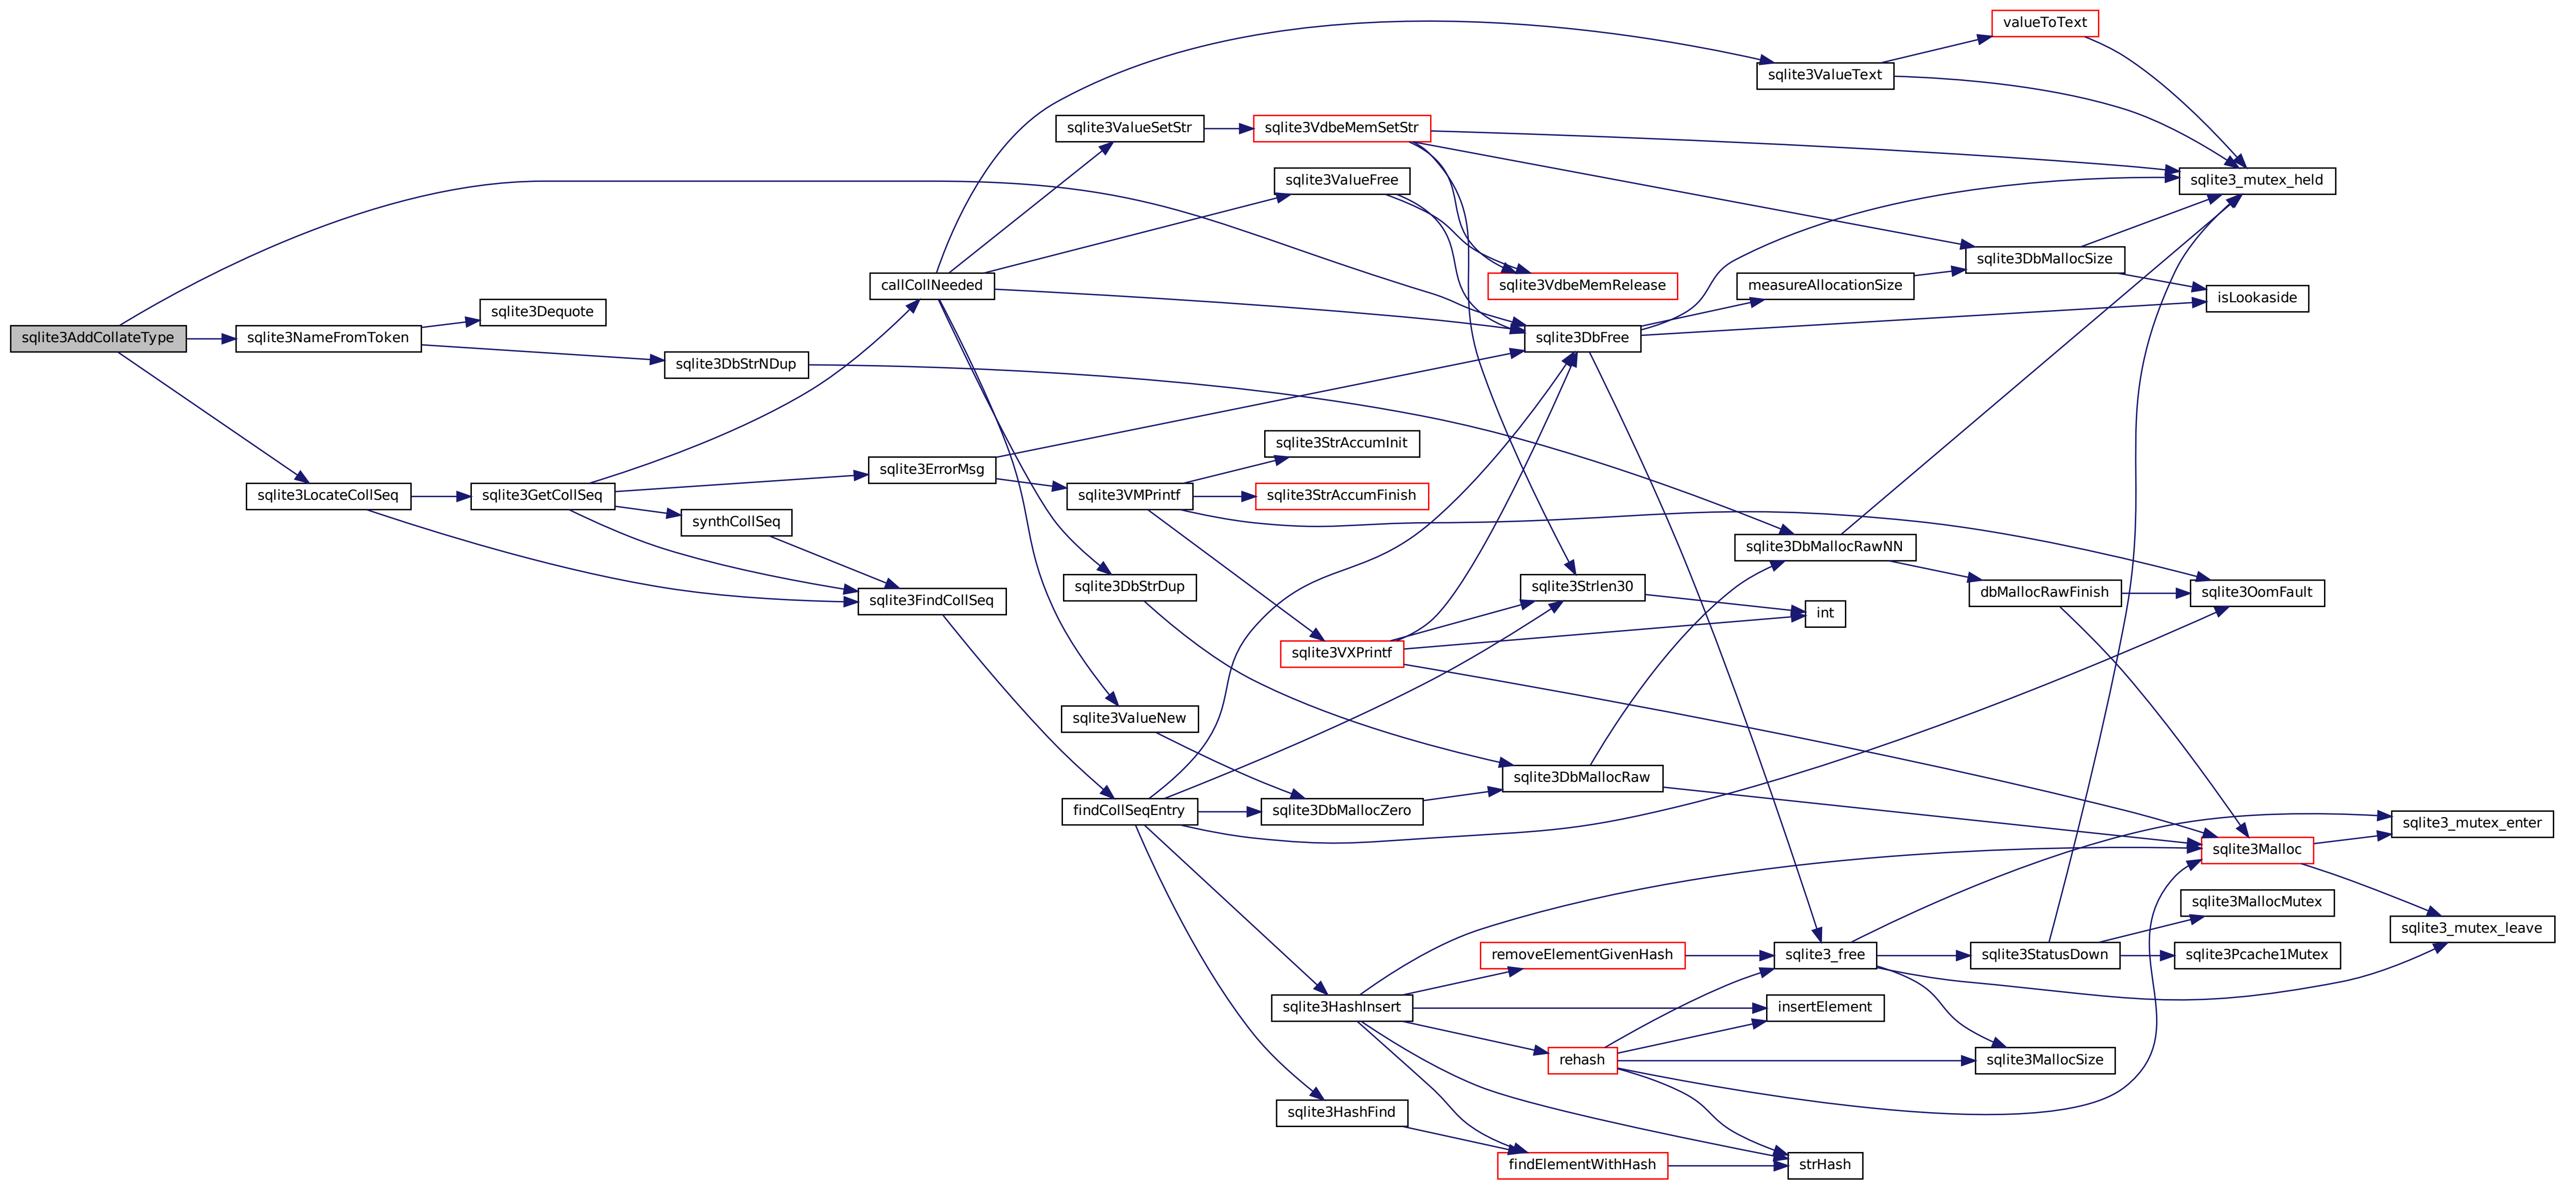 valueToText
sqlite3ValueText
sqlite3ValueSetStr
sqlite3VdbeMemSetStr
sqlite3ValueFree
sqlite3_mutex_held
sqlite3DbMallocSize
callCollNeeded
sqlite3VdbeMemRelease
measureAllocationSize
isLookaside
sqlite3Dequote
sqlite3AddCollateType
sqlite3NameFromToken
sqlite3DbFree
sqlite3DbStrNDup
sqlite3StrAccumInit
sqlite3ErrorMsg
sqlite3LocateCollSeq
sqlite3GetCollSeq
sqlite3VMPrintf
sqlite3StrAccumFinish
synthCollSeq
sqlite3DbMallocRawNN
sqlite3FindCollSeq
sqlite3DbStrDup
sqlite3Strlen30
int
dbMallocRawFinish
sqlite3OomFault
sqlite3VXPrintf
sqlite3ValueNew
sqlite3DbMallocRaw
findCollSeqEntry
sqlite3DbMallocZero
sqlite3_mutex_enter
sqlite3Malloc
sqlite3MallocMutex
sqlite3_mutex_leave
removeElementGivenHash
sqlite3_free
sqlite3StatusDown
sqlite3Pcache1Mutex
sqlite3HashInsert
insertElement
rehash
sqlite3MallocSize
sqlite3HashFind
findElementWithHash
strHash